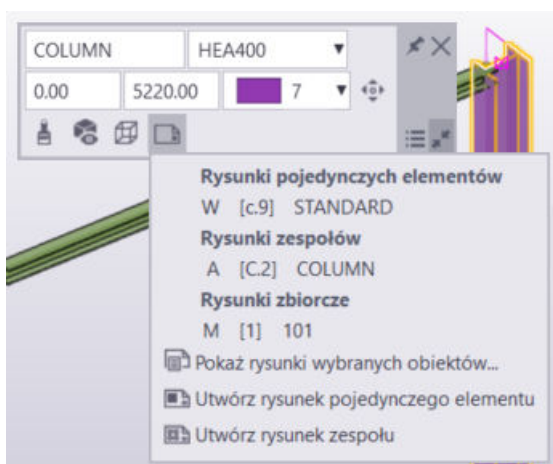 COLUMN HEA400
0.00 5220.00 7
Rysunki pojedynczych elementów
W [c.9] STANDARD
Rysunki zespołów
A [C.2] COLUMN
Rysunki zbiorcze
M [1] 101
Pokaż rysunki wybranych obiektów...
Utwórz rysunek pojedynczego elementu
Utwórz rysunek zespołu